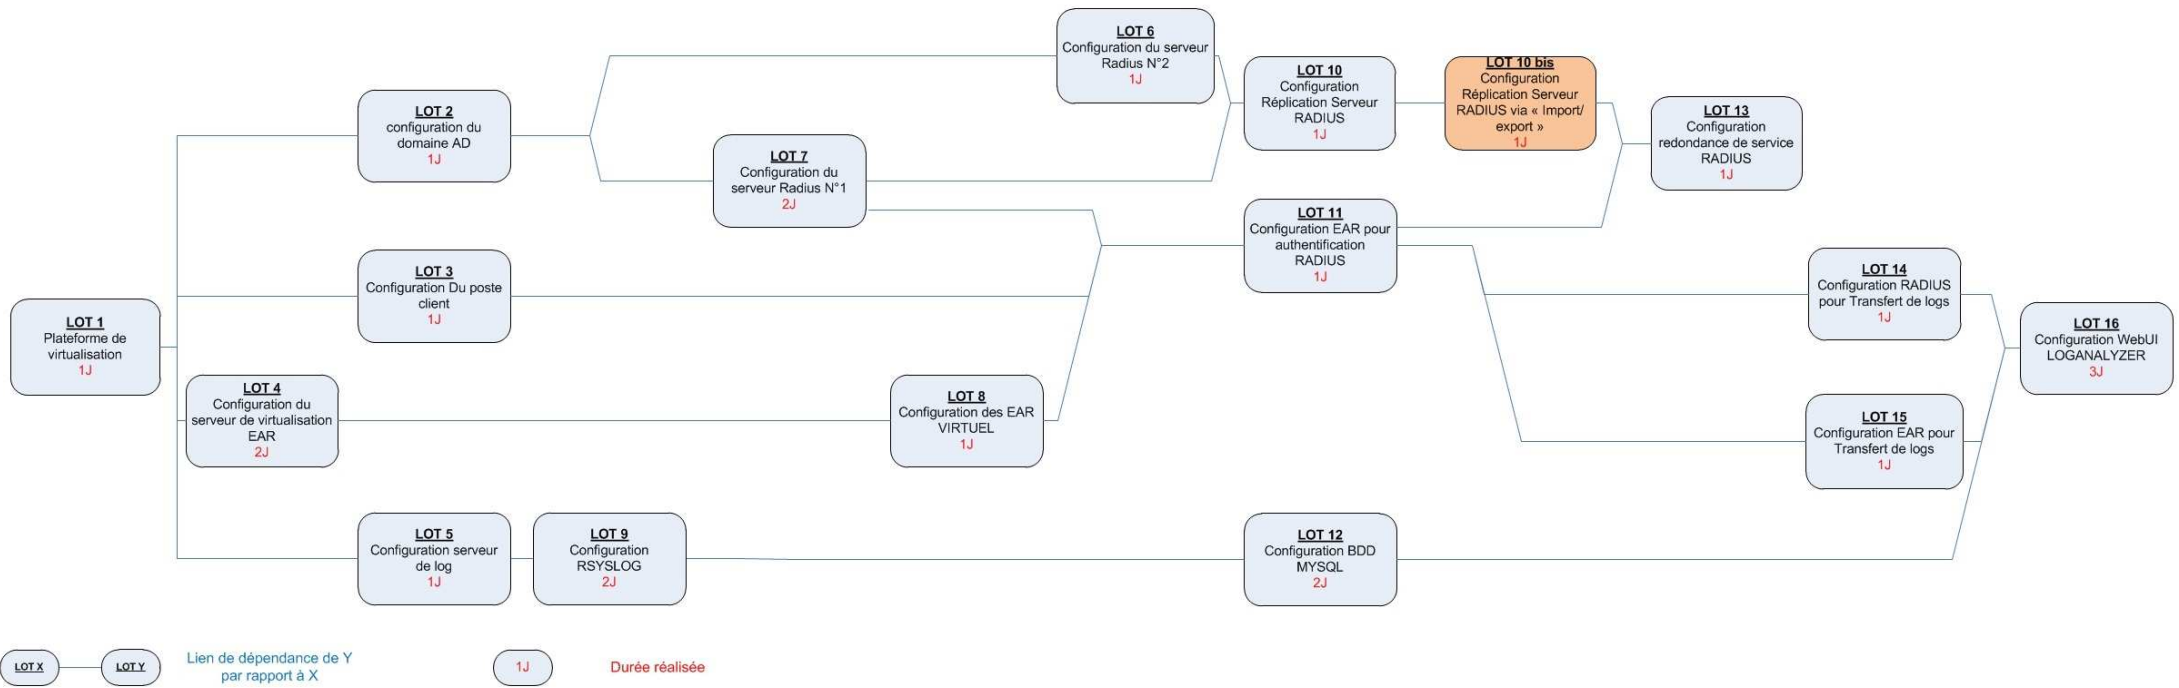 LOT 6
Configuration du serveur
Radius N°2
1J
LOT 10
Configuration
Réplication Serveur
RADIUS
1J
LOT 10 bis
Configuration
Réplication Serveur
RADIUS via « Import/
export »
1J
LOT 13
Configuration
redondance de service
RADIUS
1J
LOT 2
configuration du
domaine AD
1J
LOT 7
Configuration du
serveur Radius N°1
2J
LOT 11
Configuration EAR pour
authentification
RADIUS
1J
LOT 3
Configuration Du poste
client
1J
LOT 14
Configuration RADIUS
pour Transfert de logs
1J
LOT 1
Plateforme de
virtualisation
1J
LOT 16
Configuration WebUI
LOGANALYZER
3J
LOT 4
Configuration du
serveur de virtualisation
EAR
2J
LOT 8
Configuration des EAR
VIRTUEL
1J
LOT 15
Configuration EAR pour
Transfert de logs
1J
LOT 5
Configuration serveur
de log
1J
LOT 9
Configuration
RSYSLOG
2J
LOT 12
Configuration BDD
MYSQL
2J
LOT X
LOT Y
Lien de dépendance de Y
par rapport à X
1J
Durée réalisée